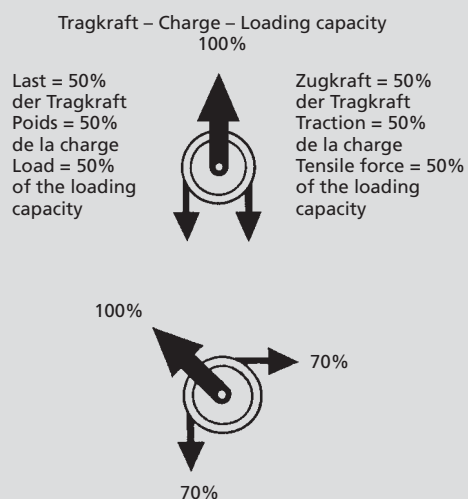 Tragkraft – Charge – Loading capacity
100%
Last = 50%
der Tragkraft
Poids = 50%
de la charge
Load = 50%
of the loading
capacity
Zugkraft = 50%
der Tragkraft
Traction = 50%
de la charge
Tensile force = 50%
of the loading
capacity
100%
70%
70%